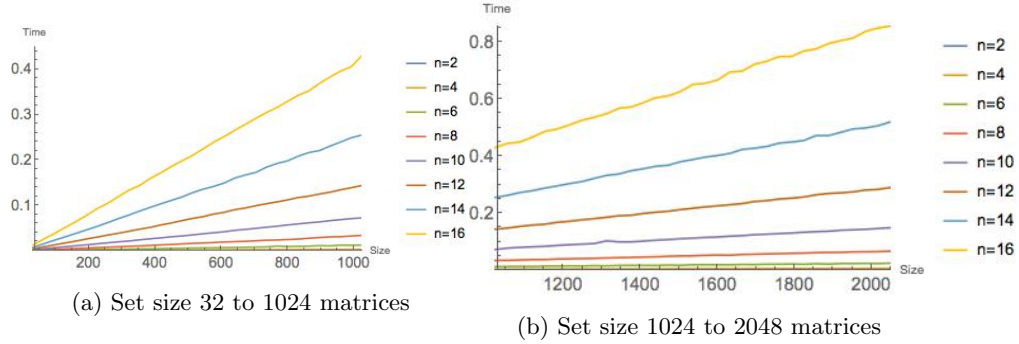 Time
0.4
0.3
0.2
0.1
200 400 600 800 1000
Size
n=2
n=4
n=6
n=8
n=10
n=12
n=14
n=16
(a) Set size 32 to 1024 matrices
Time
0.8
0.6
0.4
0.2
1200 1400 1600 1800 2000
Size
n=2
n=4
n=6
n=8
n=10
n=12
n=14
n=16
(b) Set size 1024 to 2048 matrices